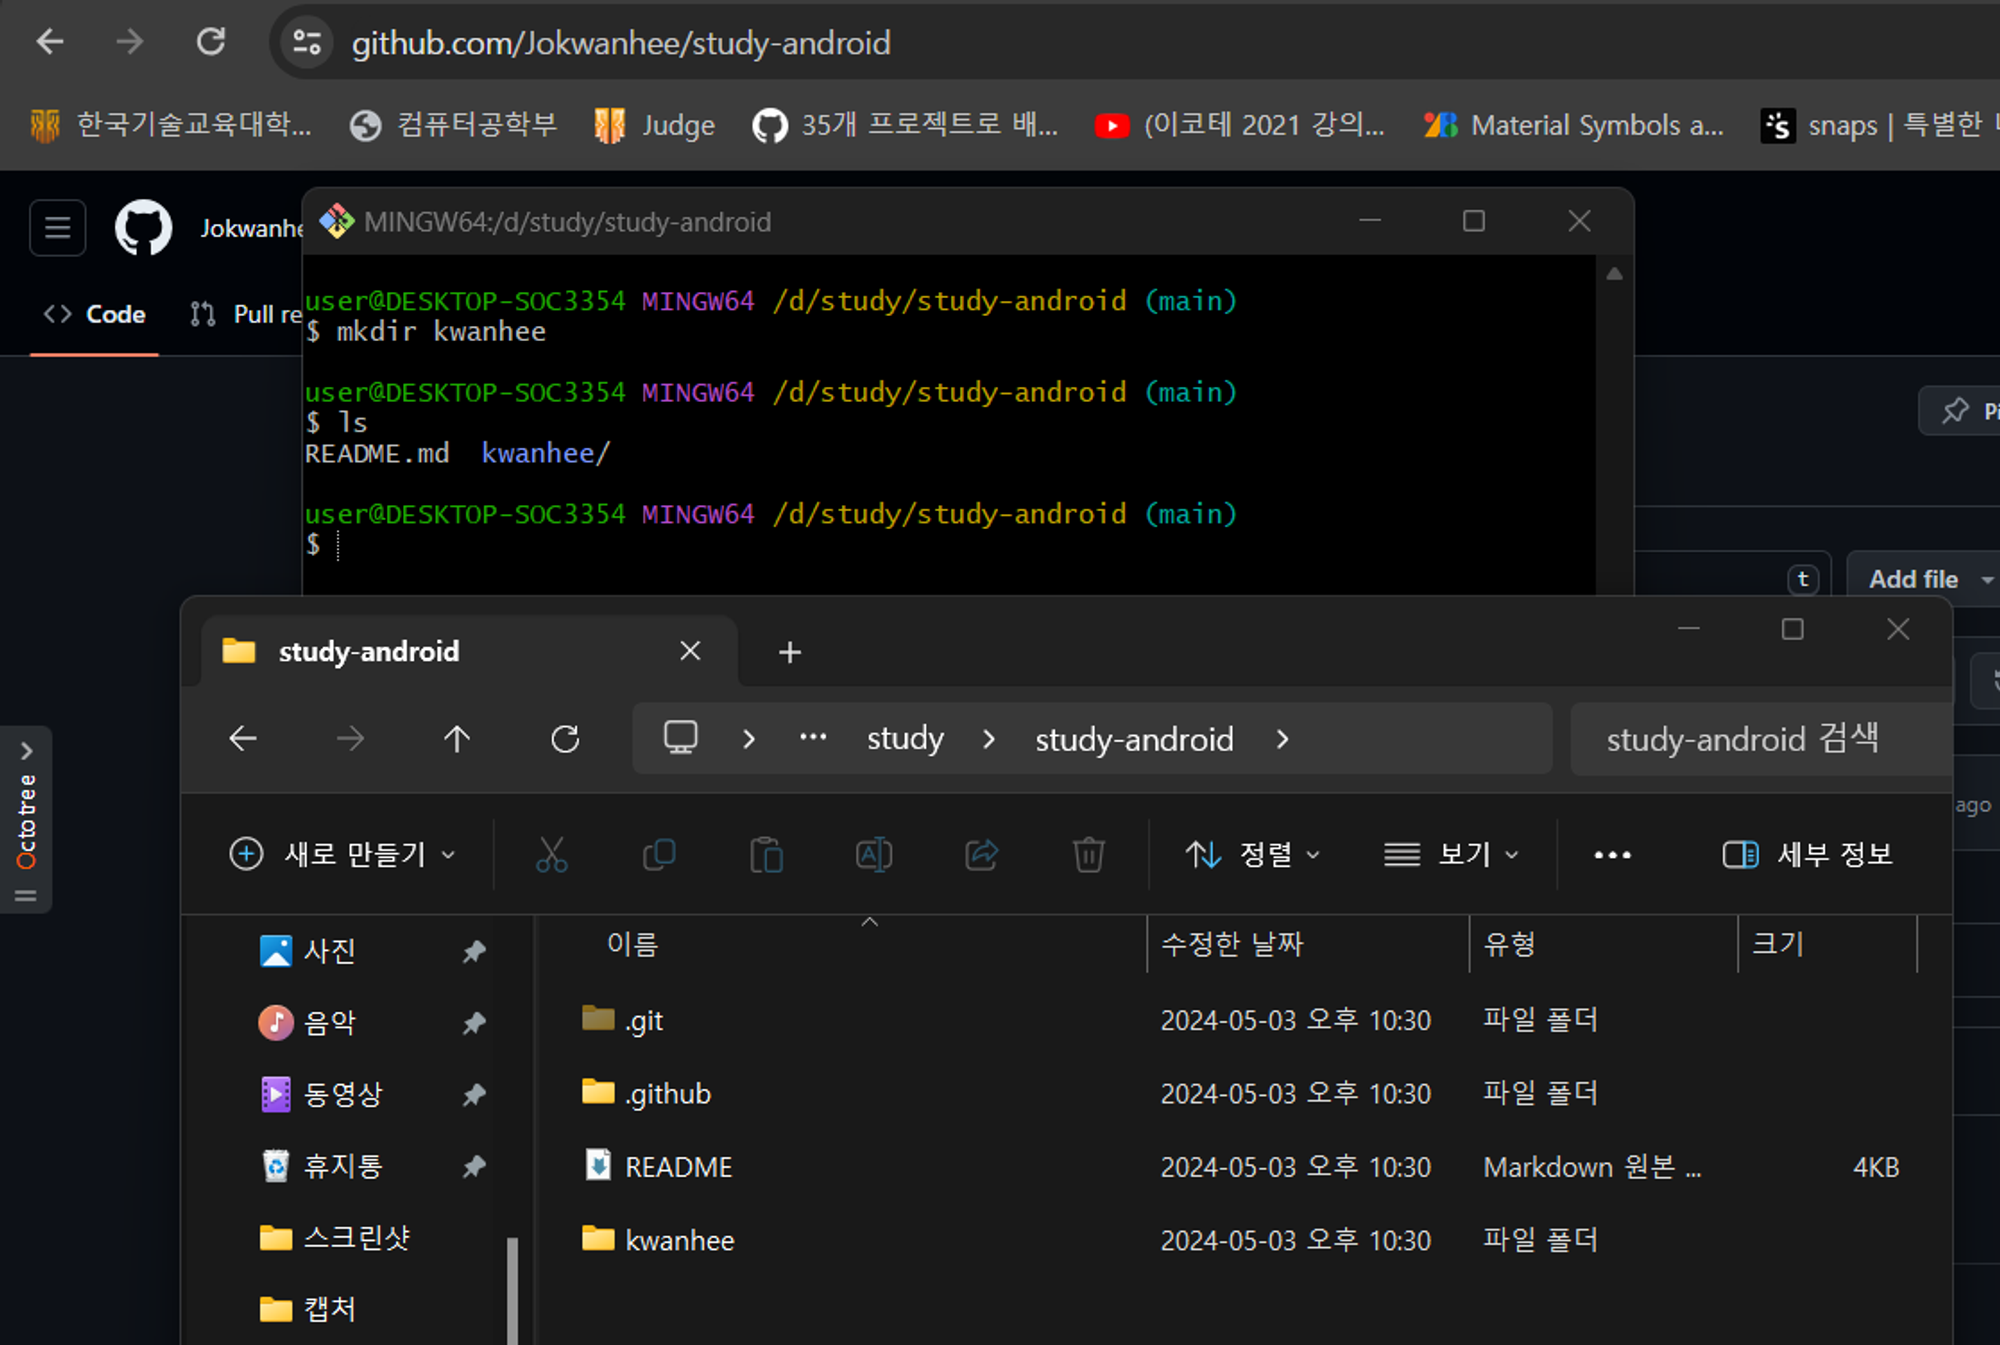 github.com/Jokwanhee/study-android
한국기술교육대학... 컴퓨터공학부 Judge 35개 프로젝트로 배... (이코테 2021 강의... Material Symbols a... snaps | 특별한
Jokwanhe
MINGW64:/d/study/study-android
Code Pull re
user@DESKTOP-SOC3354 MINGW64 /d/study/study-android (main)
$ mkdir kwanhee
user@DESKTOP-SOC3354 MINGW64 /d/study/study-android (main)
$ ls
README.md kwanhee/
user@DESKTOP-SOC3354 MINGW64 /d/study/study-android (main)
$
t Add file
study-android
study > study-android > study-android 검색
ago
Octotree
새로 만들기 정렬 보기 세부 정보
이름 수정한 날짜 유형 크기
사진
음악
동영상
휴지통
스크린샷
캡처
.git 2024-05-03 오후 10:30 파일 폴더
.github 2024-05-03 오후 10:30 파일 폴더
README 2024-05-03 오후 10:30 Markdown 원본 ... 4KB
kwanhee 2024-05-03 오후 10:30 파일 폴더